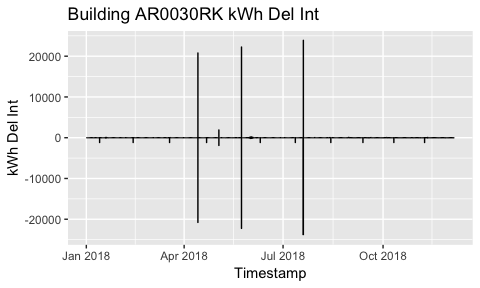 Building AR0030RK kWh Del Int
kWh Del Int
20000
10000
0
-10000
-20000
Jan 2018 Apr 2018 Jul 2018 Oct 2018
Timestamp